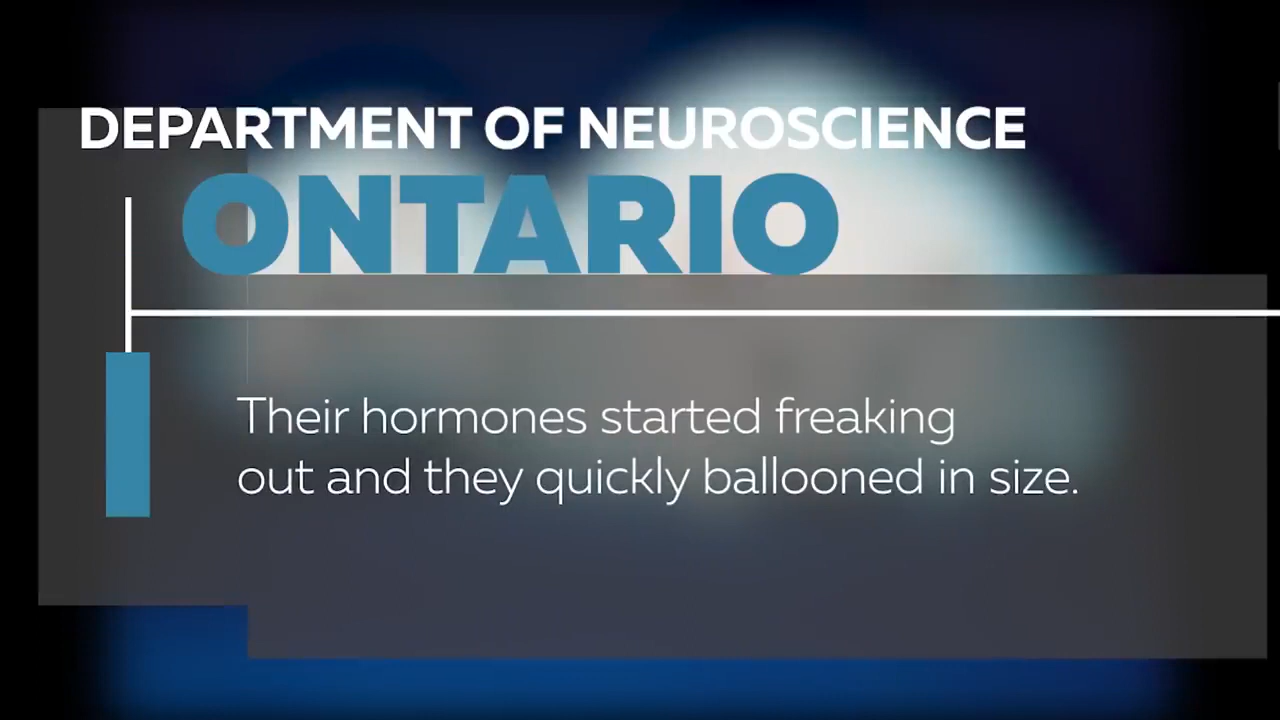 DEPARTMENT OF NEUROSCIENCE
ONTARIO
Their hormones started freaking
out and they quickly ballooned in size.